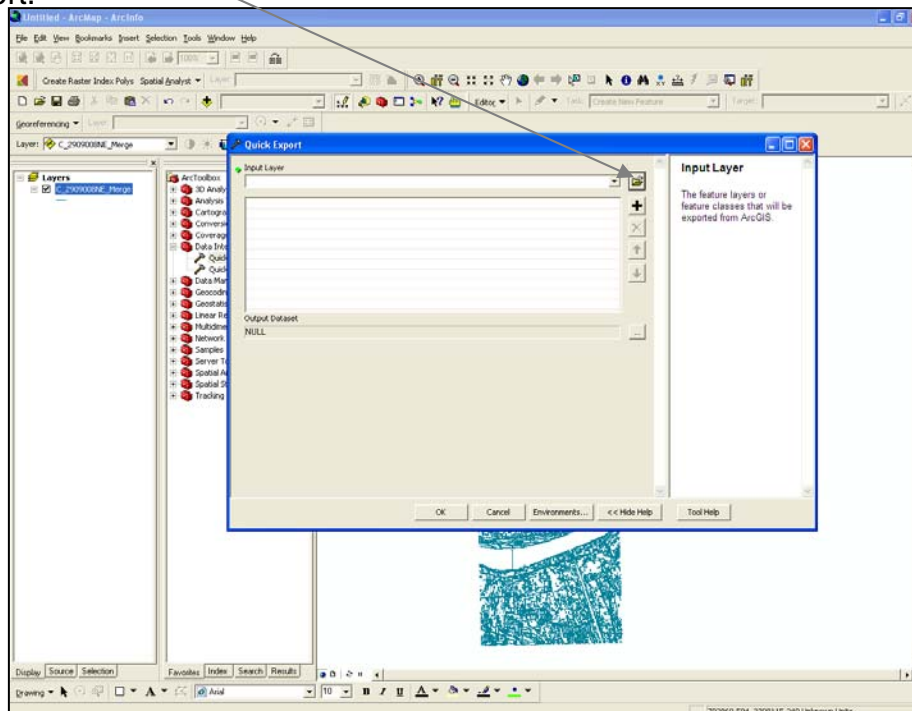 Untitled - ArcMap - ArcInfo
File Edit View Bookmarks Insert Selection Tools Window Help
100%
Create Raster Index Polys Spatial Analyst Layer:
Editor Task: Create New Feature Target:
Georeferencing Layer:
Layer: C_2909008NE_Merge
Layers
C_2909008NE_Merge
ArcToolbox
3D Analy
Analysis
Cartogra
Conversi
Coverage
Data Inte
Quick
Quick
Data Man
Geocodin
Geostatis
Linear Re
Multidime
Network
Samples
Server To
Spatial An
Spatial St
Tracking
Quick Export
Input Layer
Output Dataset
NULL
OK Cancel Environments... << Hide Help Tool Help
Input Layer
The feature layers or
feature classes that will be
exported from ArcGIS.
Display Source Selection
Favorites Index Search Results
Drawing A Arial 10 B I U A